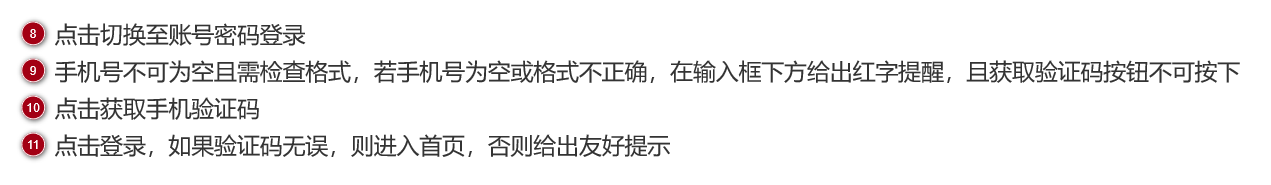 8 点击切换至账号密码登录
9 手机号不可为空且需检查格式，若手机号为空或格式不正确，在输入框下方给出红字提醒，且获取验证码按钮不可按下
10 点击获取手机验证码
11 点击登录，如果验证码无误，则进入首页，否则给出友好提示